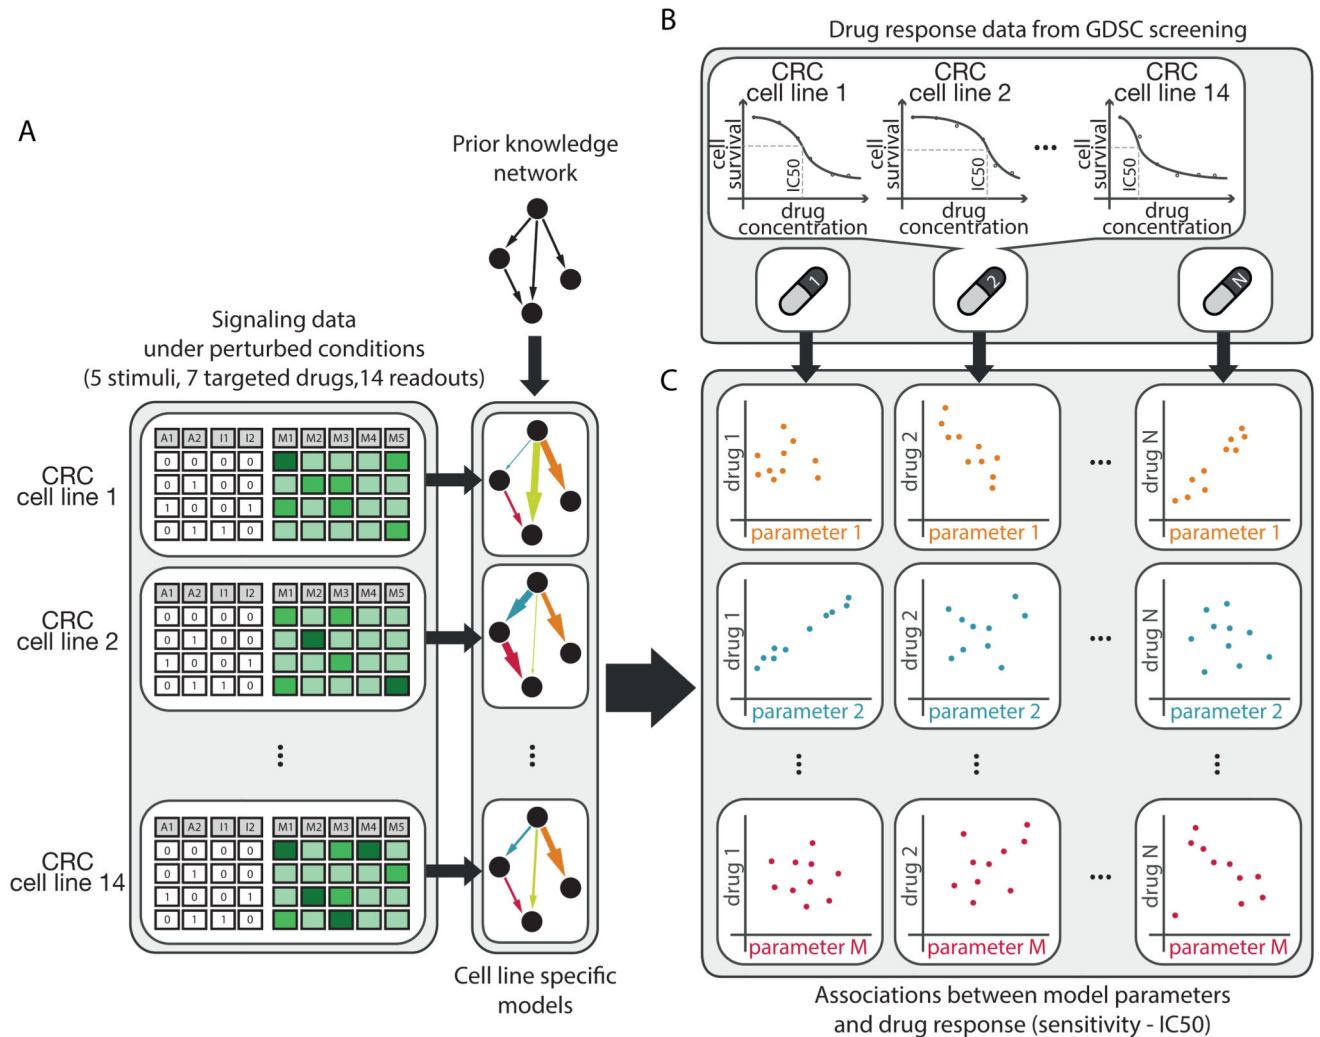 A
Prior knowledge
network
Signaling data
under perturbed conditions
(5 stimuli, 7 targeted drugs,14 readouts)
CRC
cell line 1
A1 A2 I1 I2 M1 M2 M3 M4 M5
0 0 0 0
0 1 0 0
1 0 0 1
0 1 1 0
CRC
cell line 2
A1 A2 I1 I2 M1 M2 M3 M4 M5
0 0 0 0
0 1 0 0
1 0 0 1
0 1 1 0
...
...
CRC
cell line 14
A1 A2 I1 I2 M1 M2 M3 M4 M5
0 0 0 0
0 1 0 0
1 0 0 1
0 1 1 0
Cell line specific
models
B
Drug response data from GDSC screening
CRC
cell line 1
cell
survival
IC50
drug
concentration
CRC
cell line 2
cell
survival
IC50
drug
concentration
...
CRC
cell line 14
cell
survival
IC50
drug
concentration
1
2
N
C
drug 1
parameter 1
drug 2
parameter 1
...
drug N
parameter 1
drug 1
parameter 2
drug 2
parameter 2
...
drug N
parameter 2
...
...
...
drug 1
parameter M
drug 2
parameter M
...
drug N
parameter M
Associations between model parameters
and drug response (sensitivity - IC50)